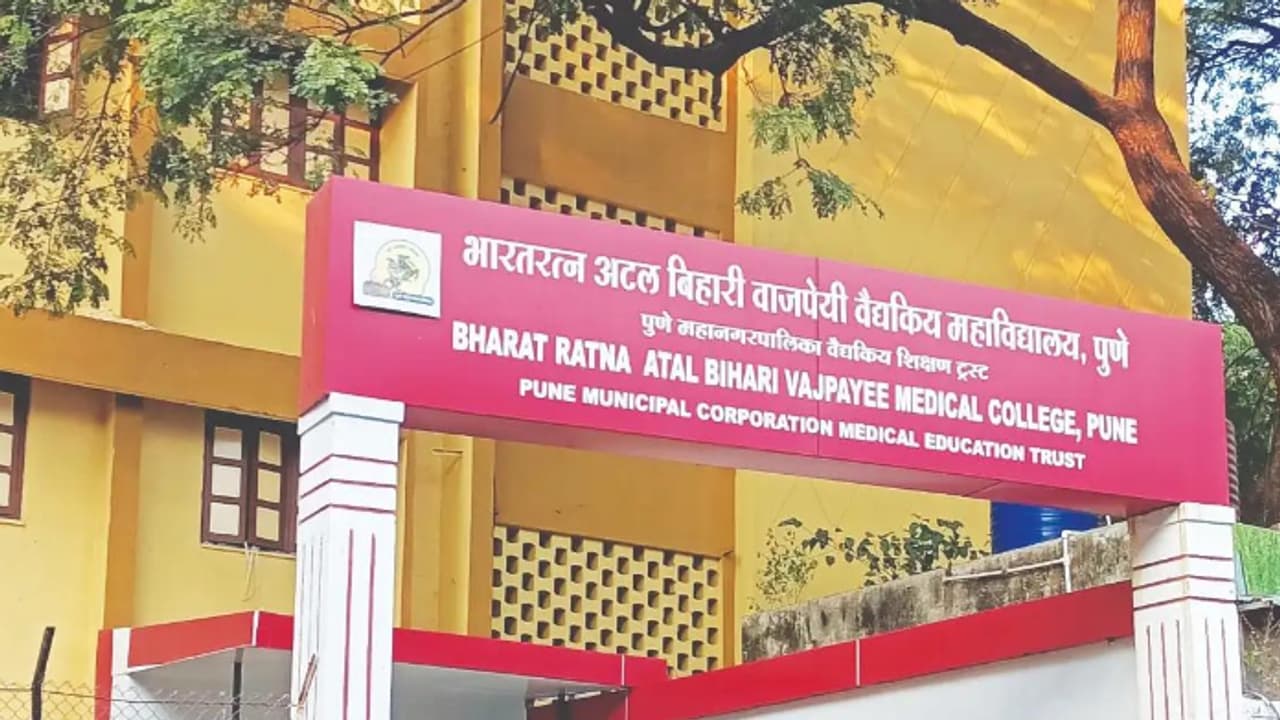 भारतरत्न अटल बिहारी वाजपेयी वैद्यकिय महाविद्यालय, पुणे
पुणे महानगरपालिका वैद्यकिय शिक्षण ट्रस्ट
BHARAT RATNA ATAL BIHARI VAJPAYEE MEDICAL COLLEGE, PUNE
PUNE MUNICIPAL CORPORATION MEDICAL EDUCATION TRUST